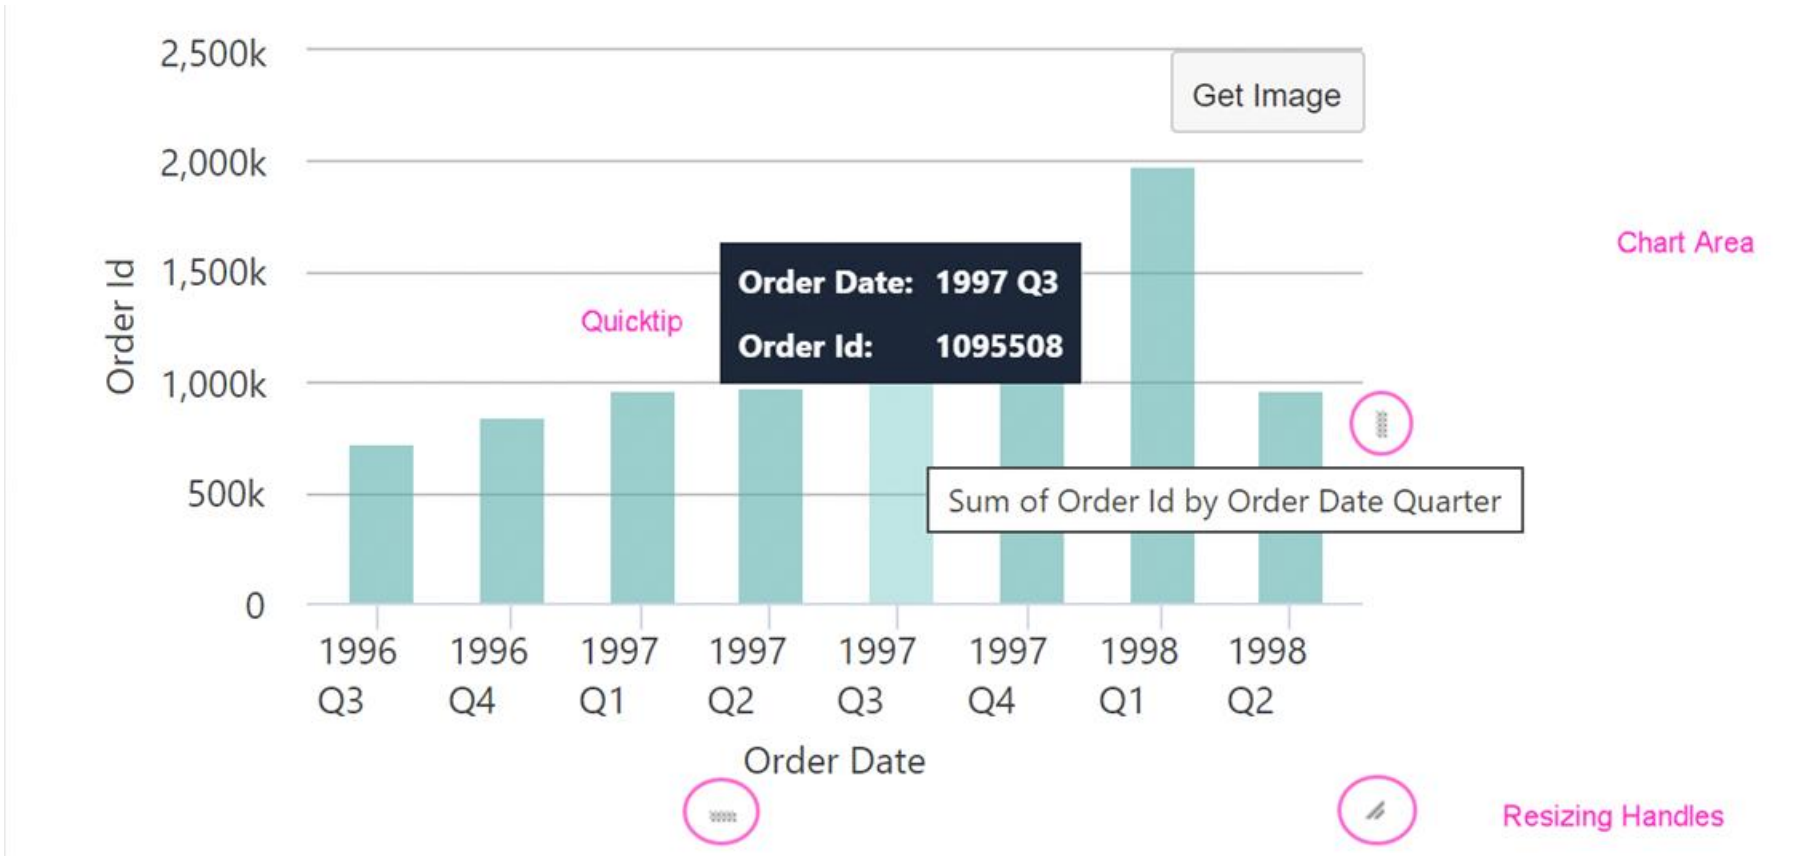 2,500k
Get Image
2,000k
Chart Area
1,500k
Order Date: 1997 Q3
Quicktip
Order Id: 1095508
Order Id
1,000k
500k
Sum of Order Id by Order Date Quarter
0
1996 1996 1997 1997 1997 1997 1998 1998
Q3 Q4 Q1 Q2 Q3 Q4 Q1 Q2
Order Date
Resizing Handles